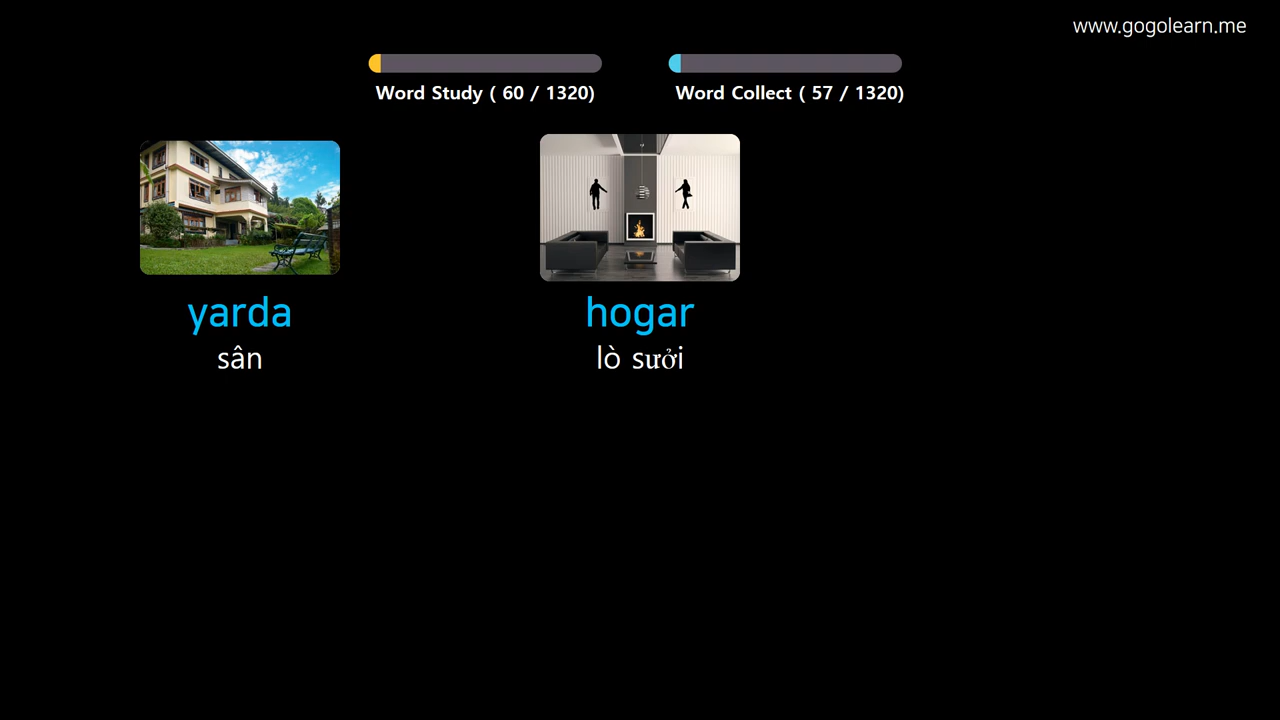 www.gogolearn.me
Word Study ( 60 / 1320)
Word Collect ( 57 / 1320)
yarda
sân
hogar
lò sưởi